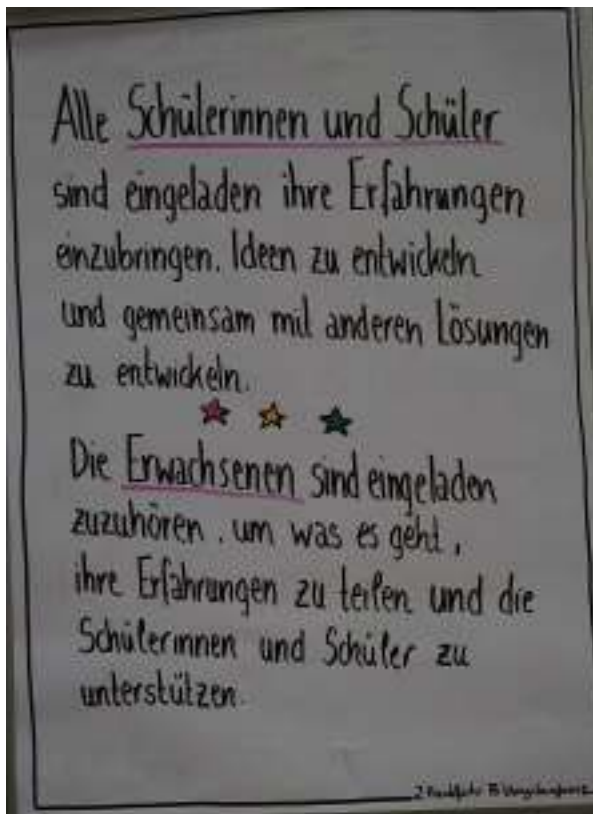 Alle Schülerinnen und Schüler
sind eingeladen ihre Erfahrungen
einzubringen. Ideen zu entwickeln
und gemeinsam mit anderen Lösungen
zu entwickeln.
Die Erwachsenen sind eingeladen
zuzuhören, um was es geht,
ihre Erfahrungen zu teilen und die
Schülerinnen und Schüler zu
unterstützen.